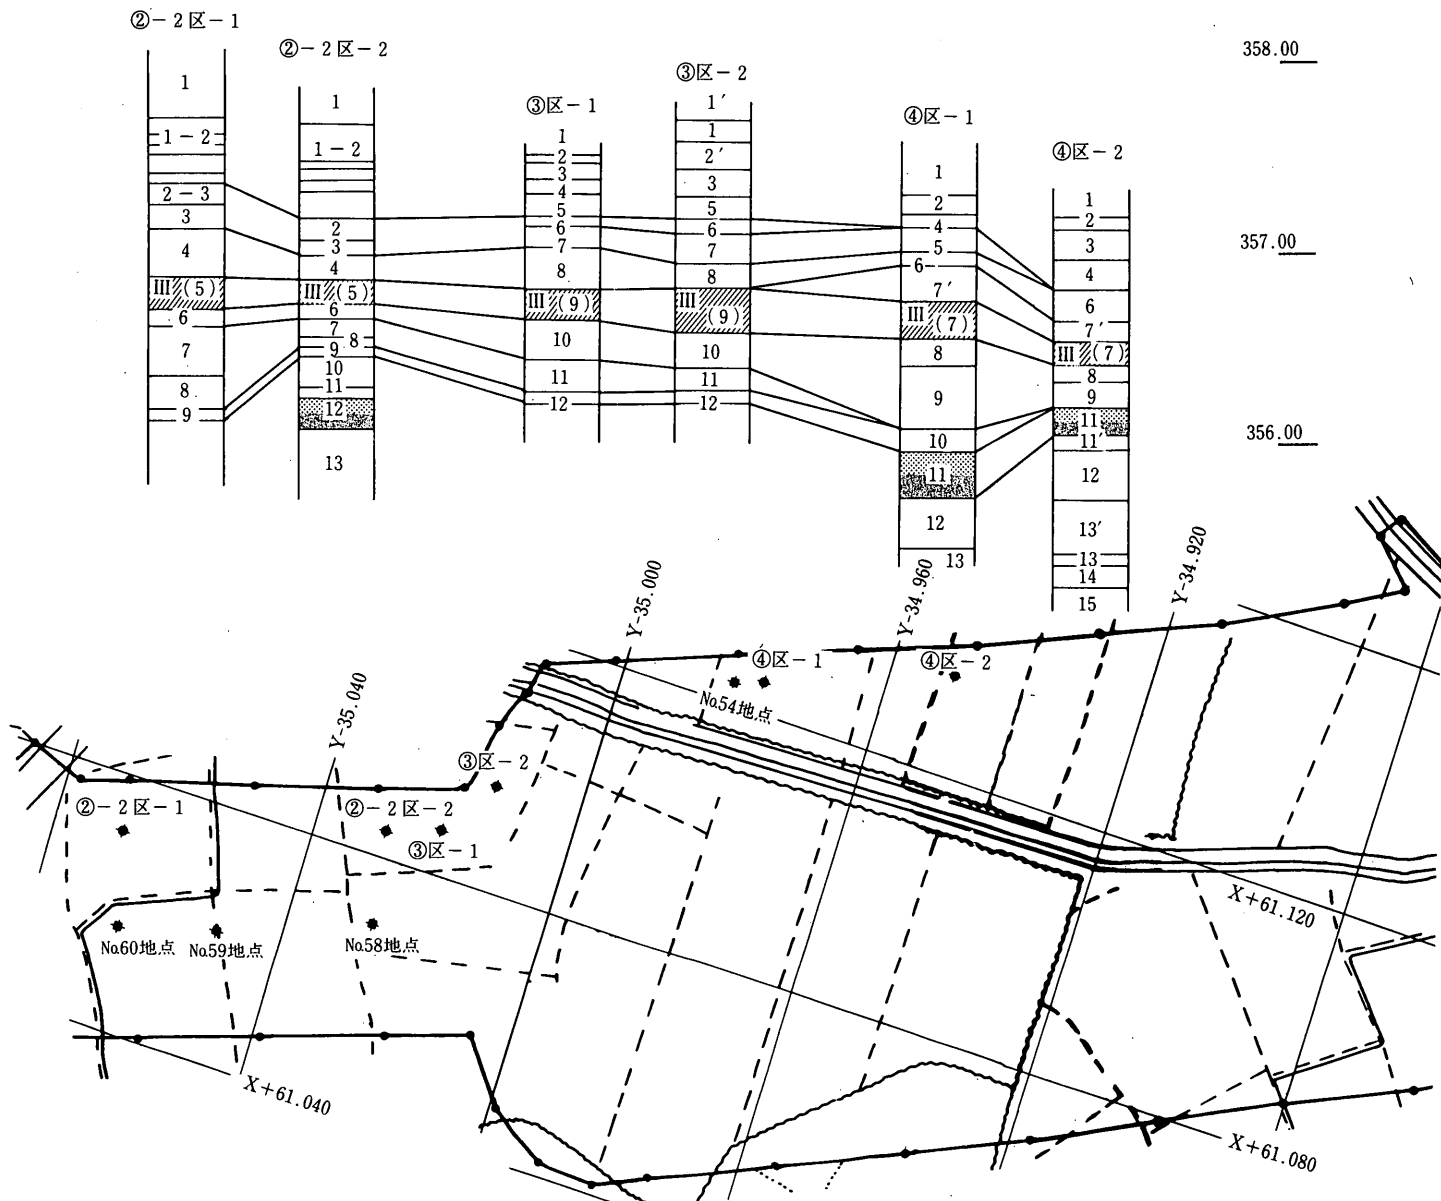 ②-2区-1
1
1-2
2-3
3
4
III (5)
6
7
8
9
②-2区-2
1
1-2
2
3
4
III (5)
6
7
8
9
10
11
12
13
③区-1
1
2
3
4
5
6
7
8
III (9)
10
11
12
③区-2
1′
1
2′
3
5
6
7
8
III
(9)
10
11
12
④区-1
1
2
4
5
6
7′
III
(7)
8
9
10
11
12
13
④区-2
1
2
3
4
6
7′
III (7)
8
9
11
11′
12
13′
13
14
15
358.00
357.00
356.00
Y-35.040
Y-35.000
Y-34.960
Y-34.920
④区-1
④区-2
No.54地点
③区-2
②-2区-1
②-2区-2
③区-1
No.60地点
No.59地点
No.58地点
X+61.120
X+61.040
X+61.080